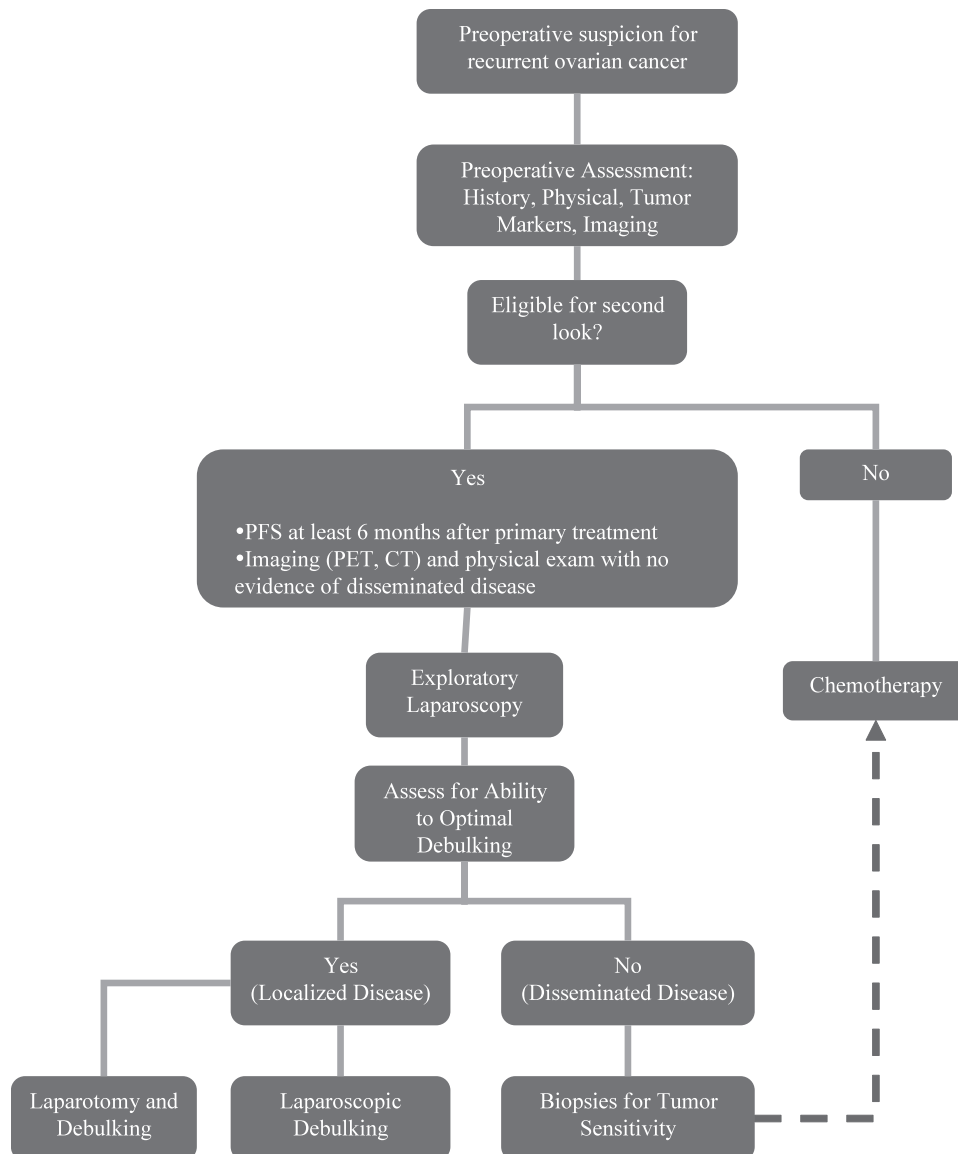 Preoperative suspicion for
recurrent ovarian cancer
Preoperative Assessment:
History, Physical, Tumor
Markers, Imaging
Eligible for second
look?
Yes
•PFS at least 6 months after primary treatment
•Imaging (PET, CT) and physical exam with no
evidence of disseminated disease
No
Exploratory
Laparoscopy
Chemotherapy
Assess for Ability
to Optimal
Debulking
Yes
(Localized Disease)
No
(Disseminated Disease)
Laparotomy and
Debulking
Laparoscopic
Debulking
Biopsies for Tumor
Sensitivity